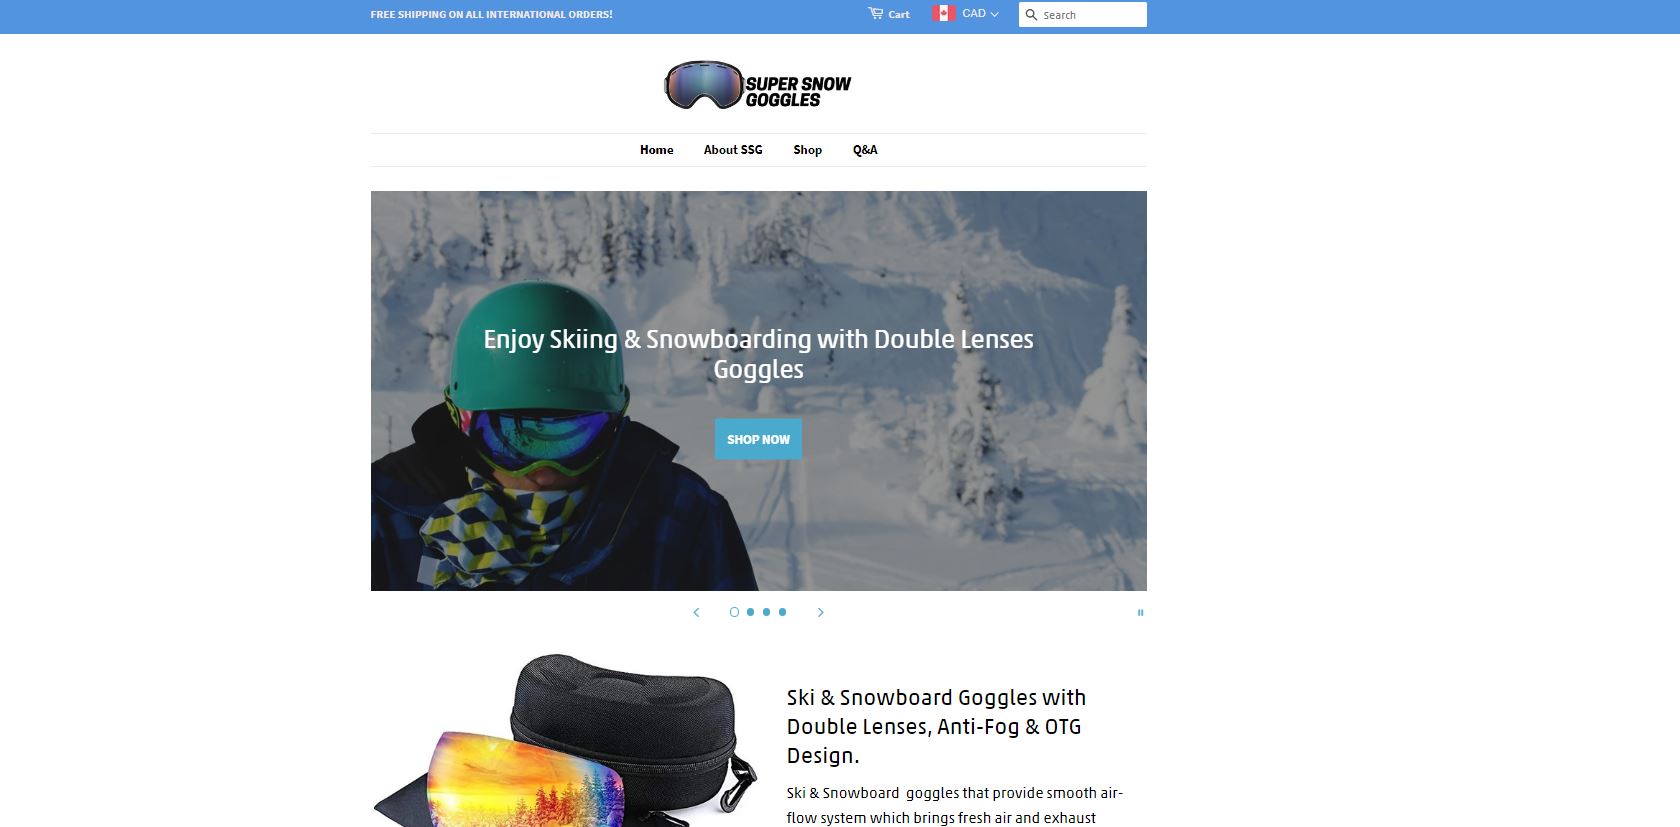 FREE SHIPPING ON ALL INTERNATIONAL ORDERS!
Cart
CAD
Search
SUPER SNOW
GOGGLES
Home
About SSG
Shop
Q&A
Enjoy Skiing & Snowboarding with Double Lenses
Goggles
SHOP NOW
Ski & Snowboard Goggles with
Double Lenses, Anti-Fog & OTG
Design.
Ski & Snowboard goggles that provide smooth air-
flow system which brings fresh air and exhaust